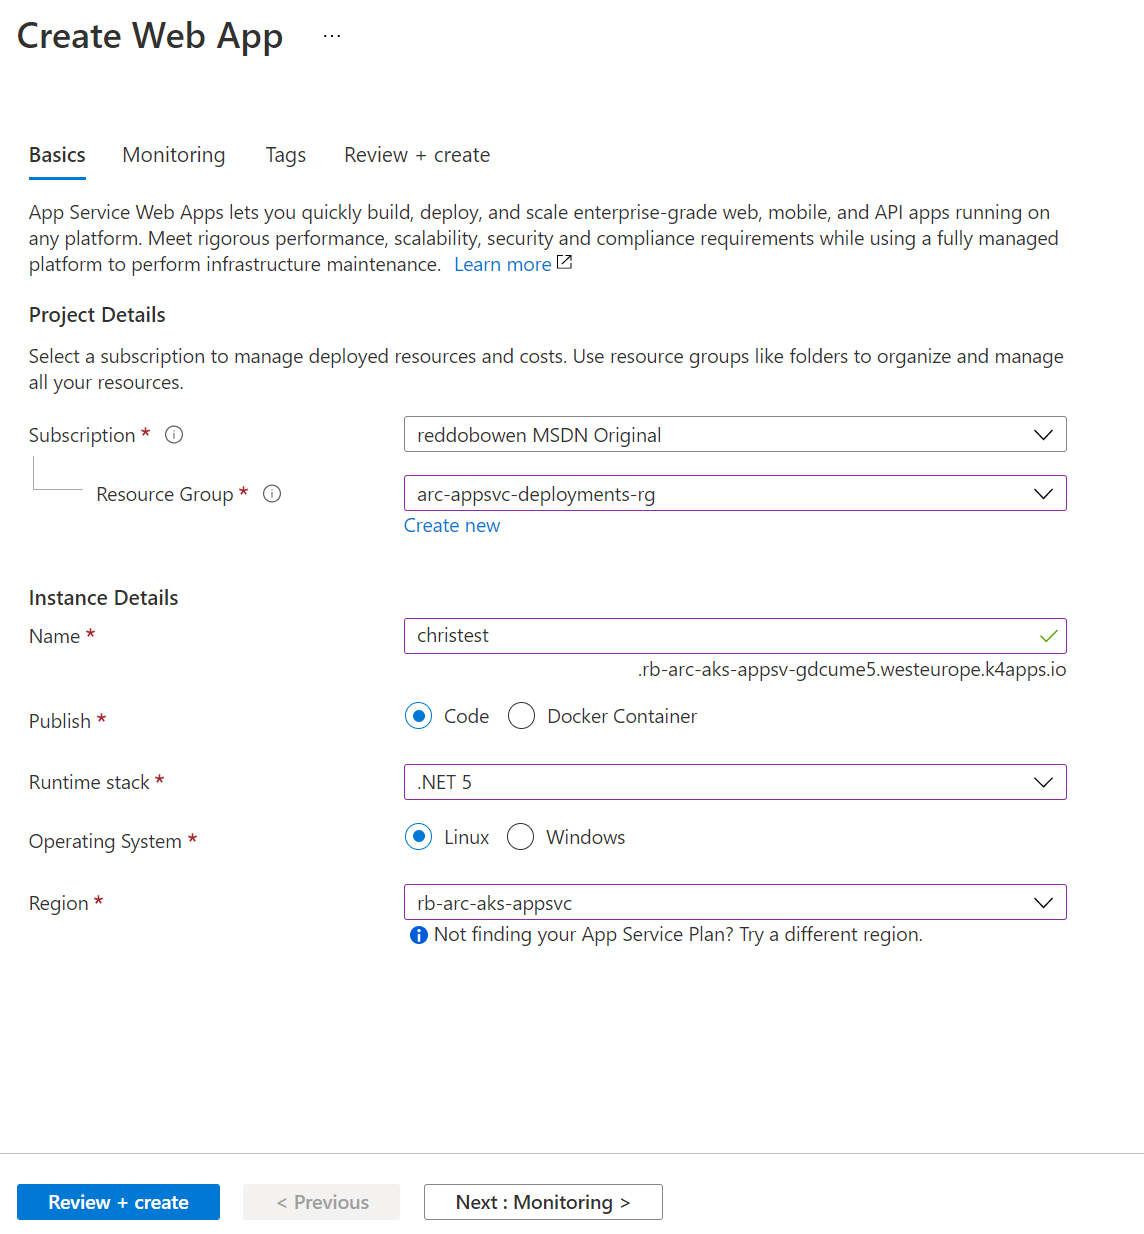 Create Web App ...
Basics Monitoring Tags Review + create
App Service Web Apps lets you quickly build, deploy, and scale enterprise-grade web, mobile, and API apps running on
any platform. Meet rigorous performance, scalability, security and compliance requirements while using a fully managed
platform to perform infrastructure maintenance. Learn more
Project Details
Select a subscription to manage deployed resources and costs. Use resource groups like folders to organize and manage
all your resources.
Subscription * reddobowen MSDN Original
Resource Group * arc-appsvc-deployments-rg
Create new
Instance Details
Name * christest
.rb-arc-aks-appsv-gdcume5.westeurope.k4apps.io
Publish * Code Docker Container
Runtime stack * .NET 5
Operating System * Linux Windows
Region * rb-arc-aks-appsvc
Not finding your App Service Plan? Try a different region.
Review + create < Previous Next : Monitoring >